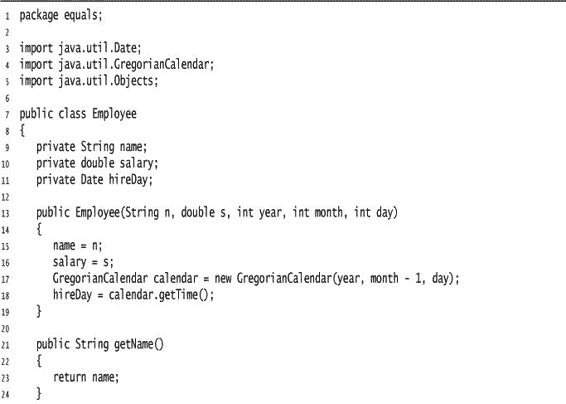 1 package equals;
2
3 import java.util.Date;
4 import java.util.GregorianCalendar;
5 import java.util.Objects;
6
7 public class Employee
8 {
9    private String name;
10    private double salary;
11    private Date hireDay;
12
13    public Employee(String n, double s, int year, int month, int day)
14    {
15       name = n;
16       salary = s;
17       GregorianCalendar calendar = new GregorianCalendar(year, month - 1, day);
18       hireDay = calendar.getTime();
19    }
20
21    public String getName()
22    {
23       return name;
24    }